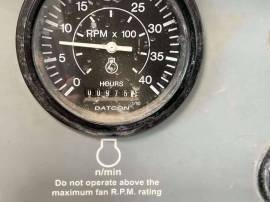 15 25
10 RPM x 100 30
5 35
0 HOURS 40
DATCON
n/min
Do not operate above the
maximum fan R.P.M. rating